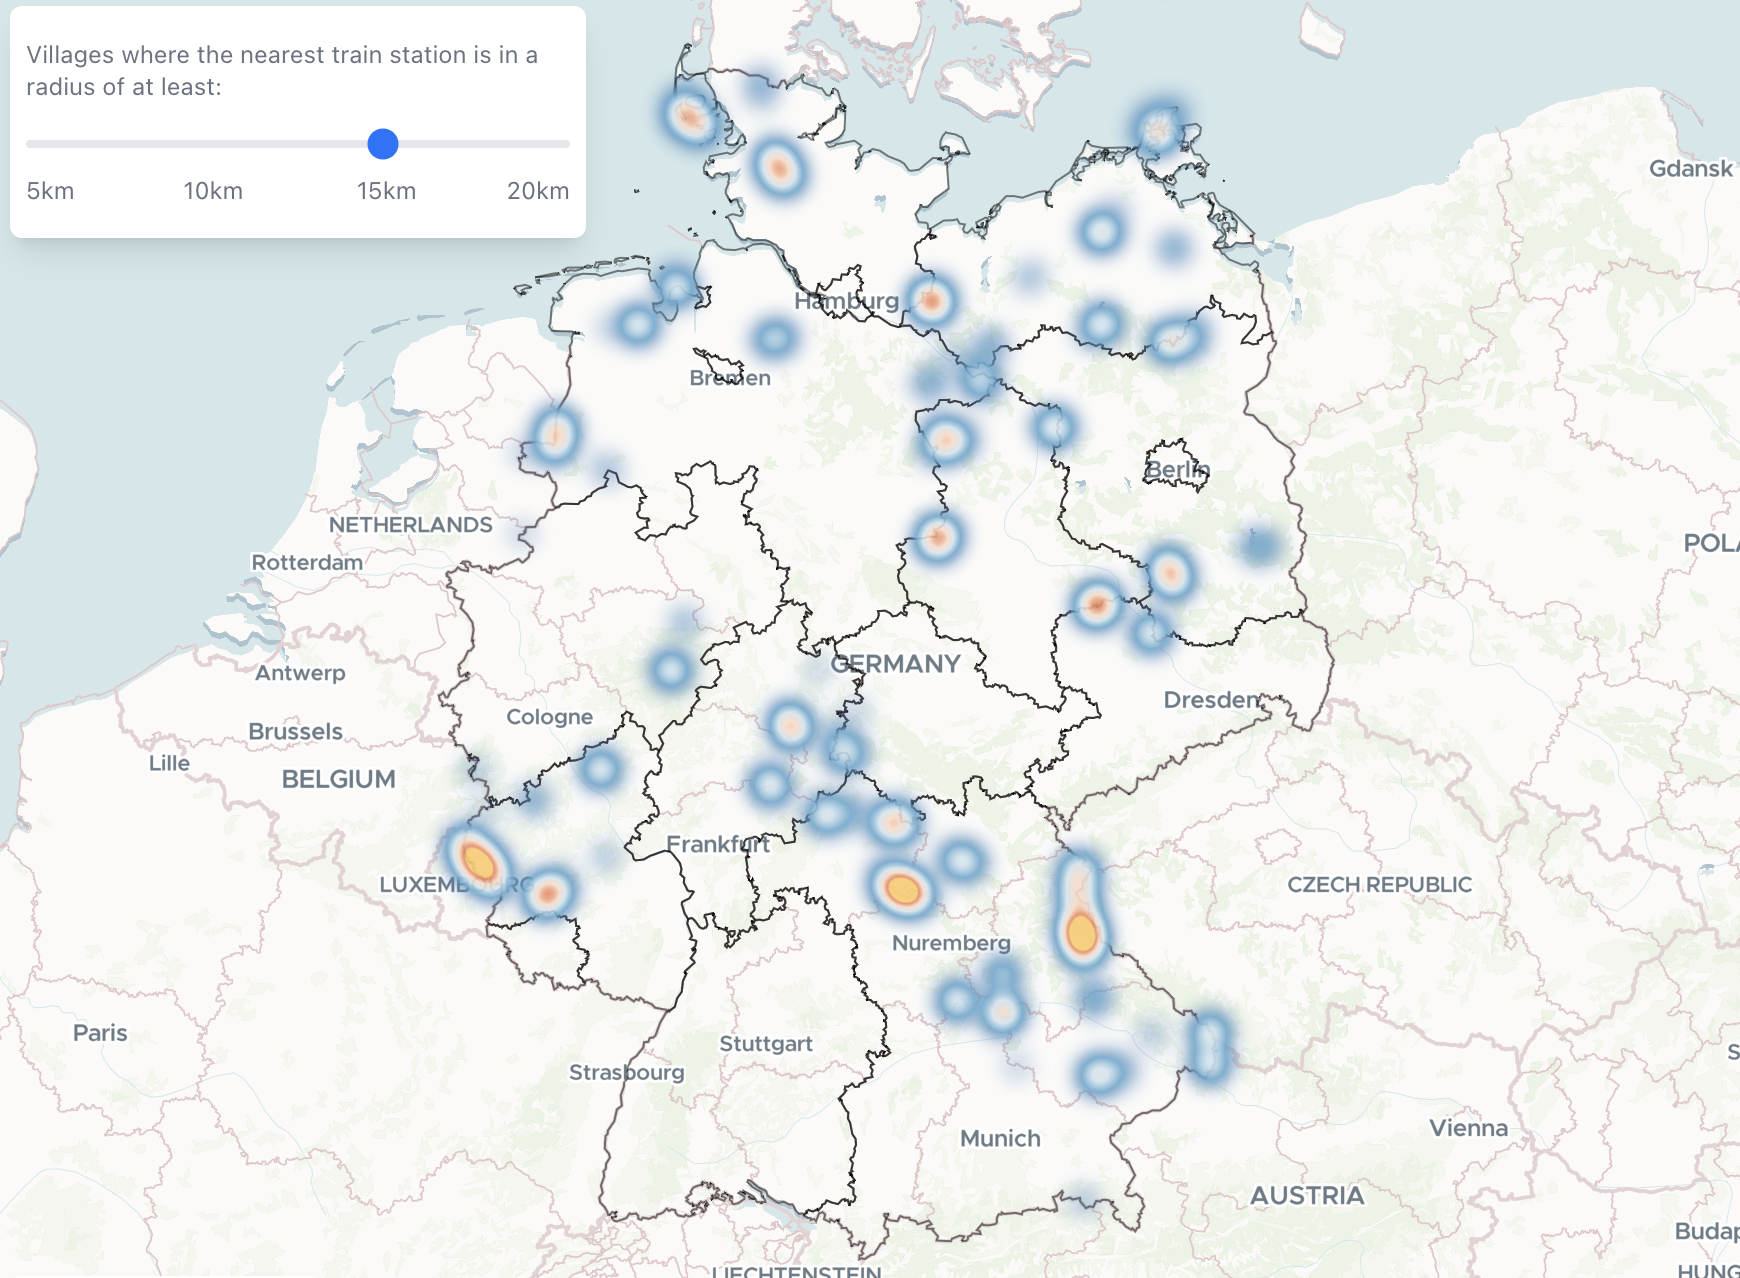 Villages where the nearest train station is in a
radius of at least:
5km 10km 15km 20km
Gdansk
Hamburg
Bremen
Berlin
NETHERLANDS
POLA
Rotterdam
GERMANY
Antwerp
Dresden
Cologne
Brussels
Lille
BELGIUM
Frankfurt
LUXEMBOURG
CZECH REPUBLIC
Nuremberg
Paris
Stuttgart
S
Strasbourg
Vienna
Munich
AUSTRIA
Budap
LIECHTENSTEIN
HUNG